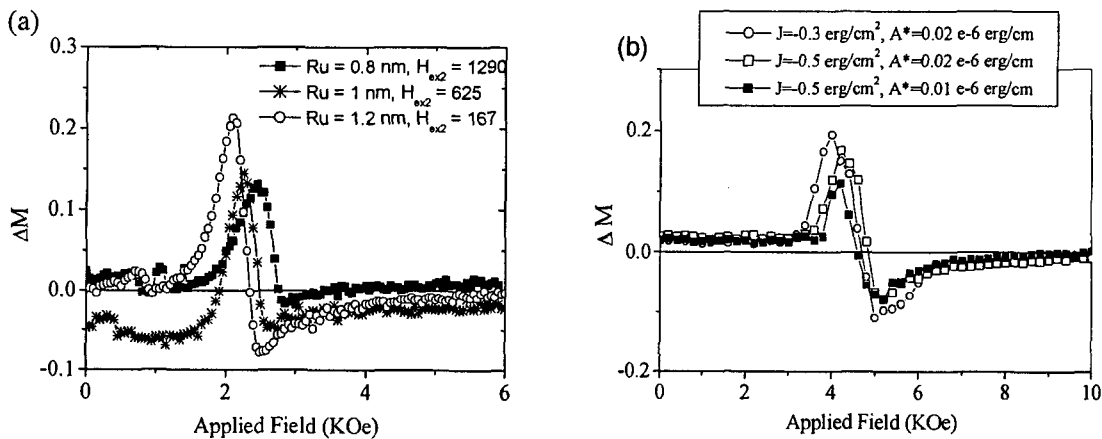 (a)
0.3
0.2
0.1
0.0
-0.1
ΔM
Ru = 0.8 nm, H_ex2 = 1290
Ru = 1 nm, H_ex2 = 625
Ru = 1.2 nm, H_ex2 = 167
0 2 4 6
Applied Field (KOe)
(b)
J=-0.3 erg/cm², A*=0.02 e-6 erg/cm
J=-0.5 erg/cm², A*=0.02 e-6 erg/cm
J=-0.5 erg/cm², A*=0.01 e-6 erg/cm
0.2
0.0
-0.2
Δ M
0 2 4 6 8 10
Applied Field (KOe)